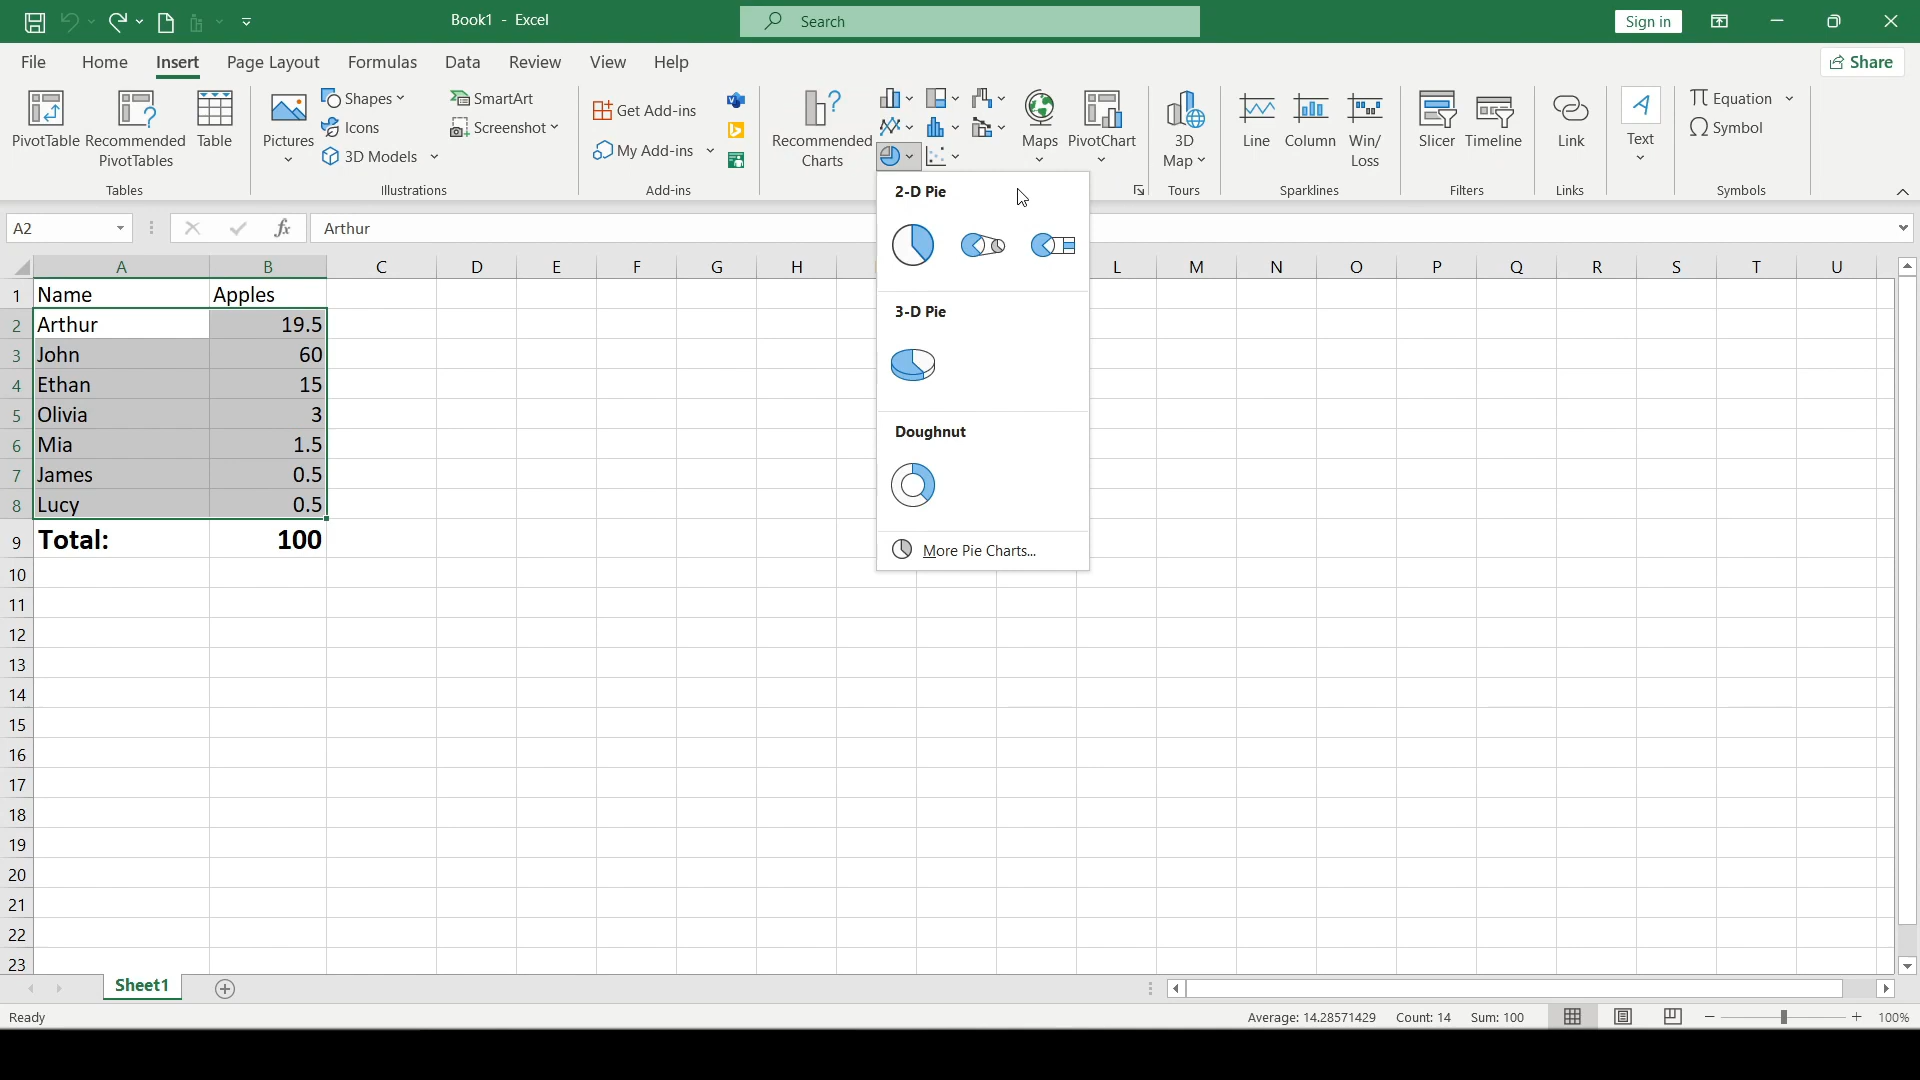 Book1 - Excel
Search
Sign in
File Home Insert Page Layout Formulas Data Review View Help
Share
PivotTable
Recommended PivotTables
Table
Tables
Pictures
Shapes
Icons
3D Models
SmartArt
Screenshot
Illustrations
Get Add-ins
My Add-ins
Add-ins
Recommended Charts
Maps
PivotChart
3D Map
Tours
Line
Column
Win/ Loss
Sparklines
Slicer
Timeline
Filters
Link
Links
Text
Equation
Symbol
Symbols
A2
fx
Arthur
2-D Pie
3-D Pie
Doughnut
More Pie Charts...
A B C D E F G H L M N O P Q R S T U
1 Name Apples
2 Arthur 19.5
3 John 60
4 Ethan 15
5 Olivia 3
6 Mia 1.5
7 James 0.5
8 Lucy 0.5
9 Total: 100
10
11
12
13
14
15
16
17
18
19
20
21
22
23
Sheet1
Ready
Average: 14.28571429 Count: 14 Sum: 100
100%